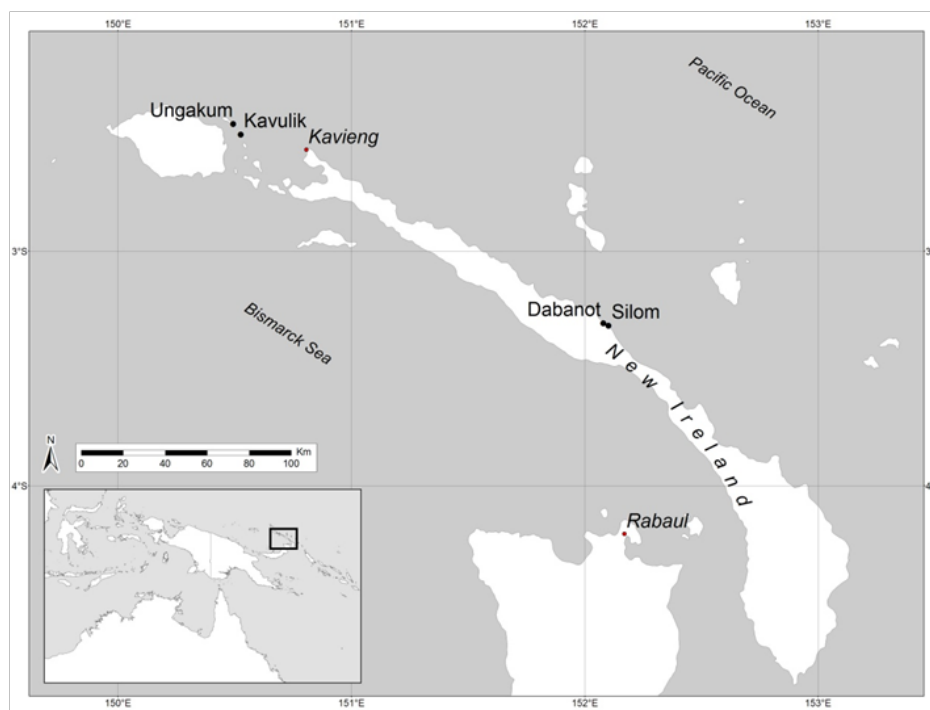 150°E 151°E 152°E 153°E
Pacific Ocean
Ungakum
Kavulik
Kavieng
3°S 3
Bismarck Sea
Dabanot Silom
New Ireland
N
Km
0 20 40 60 80 100
4°S 4
Rabaul
150°E 151°E 152°E 153°E